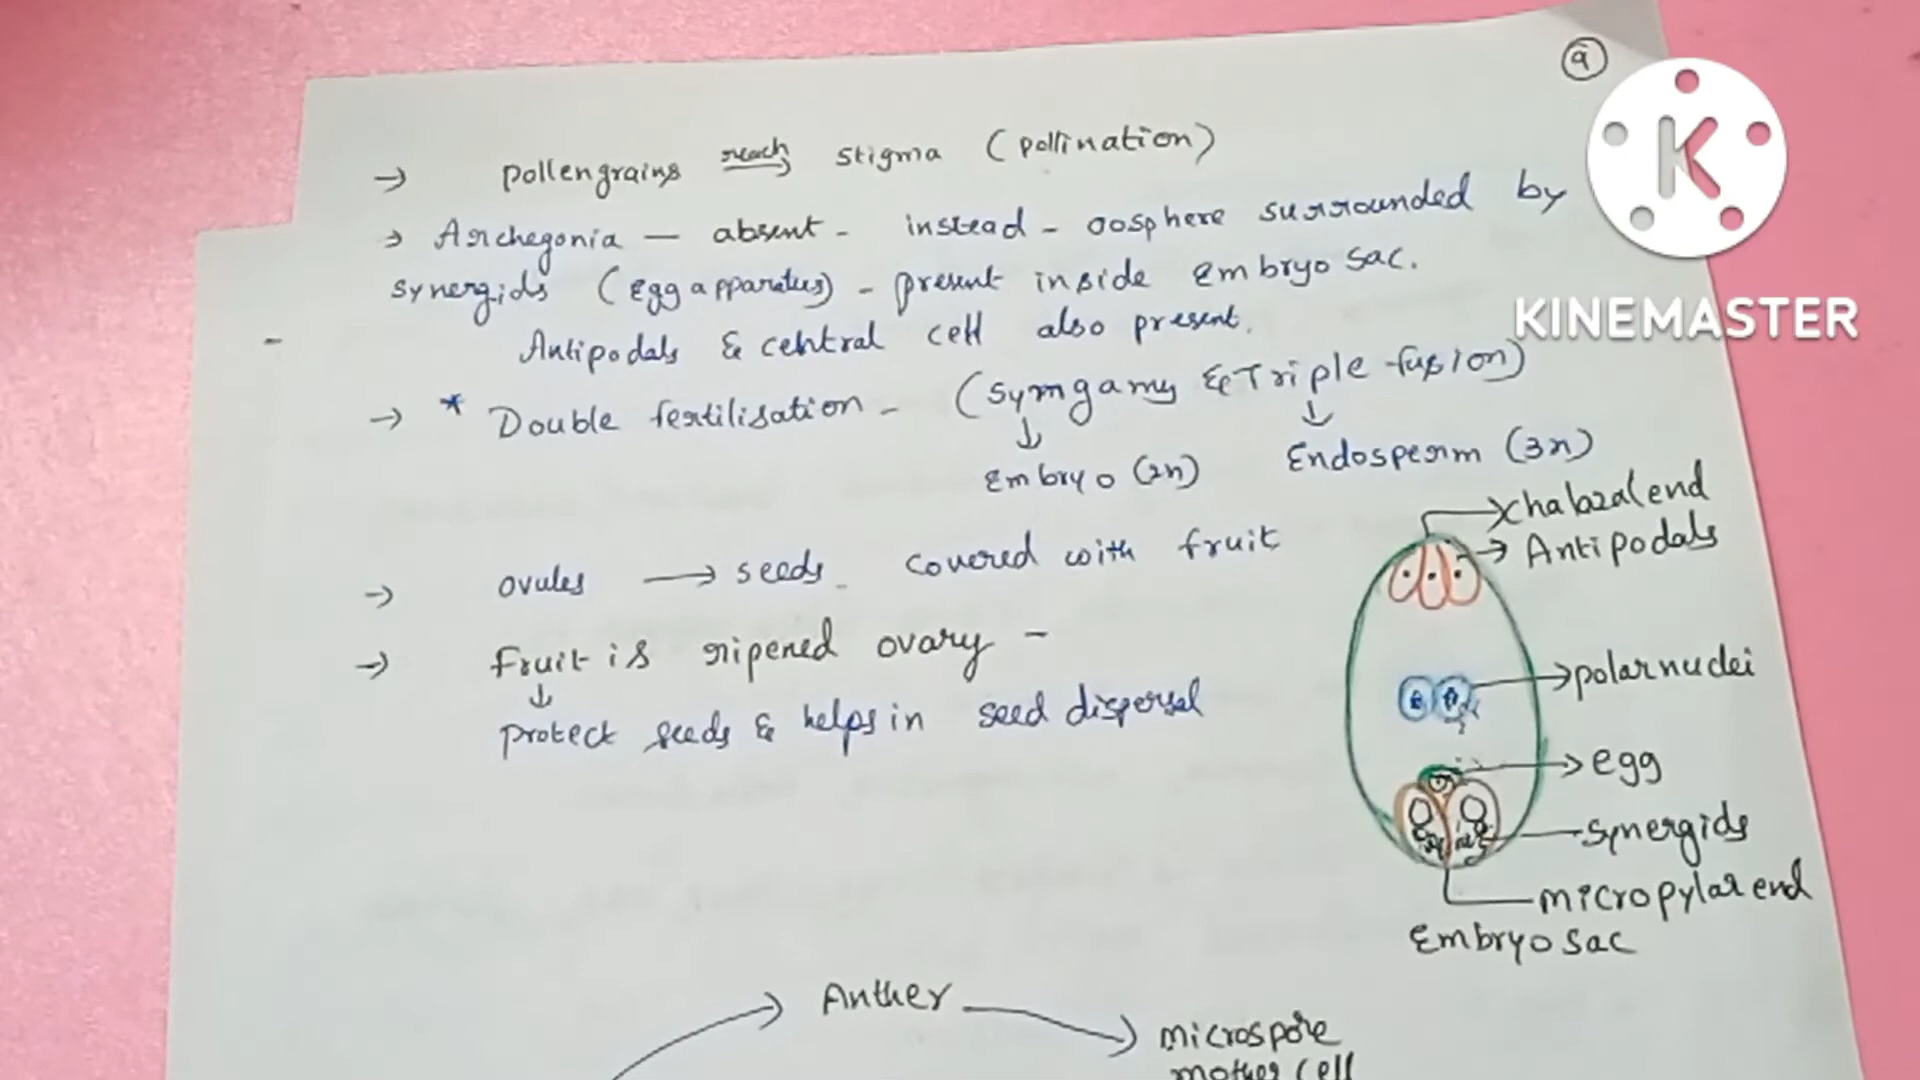 9
→ pollengrains reach → stigma (pollination)
→ Archegonia — absent - instead - oosphere surrounded by
synergids (egg apparatus) - present inside embryo sac.
Antipodals & central cell also present.
→ * Double fertilisation - (symgamy & Triple fusion)
↓ ↓
Embryo (2n) Endosperm (3n)
→ ovules → seeds covered with fruit
→ fruit is ripened ovary -
↓
protect seeds & helps in seed dispersal
chalazal end
Antipodals
polar nuclei
egg
synergids
micropylar end
Embryo sac
Anther
microspore
mother cell
KINEMASTER